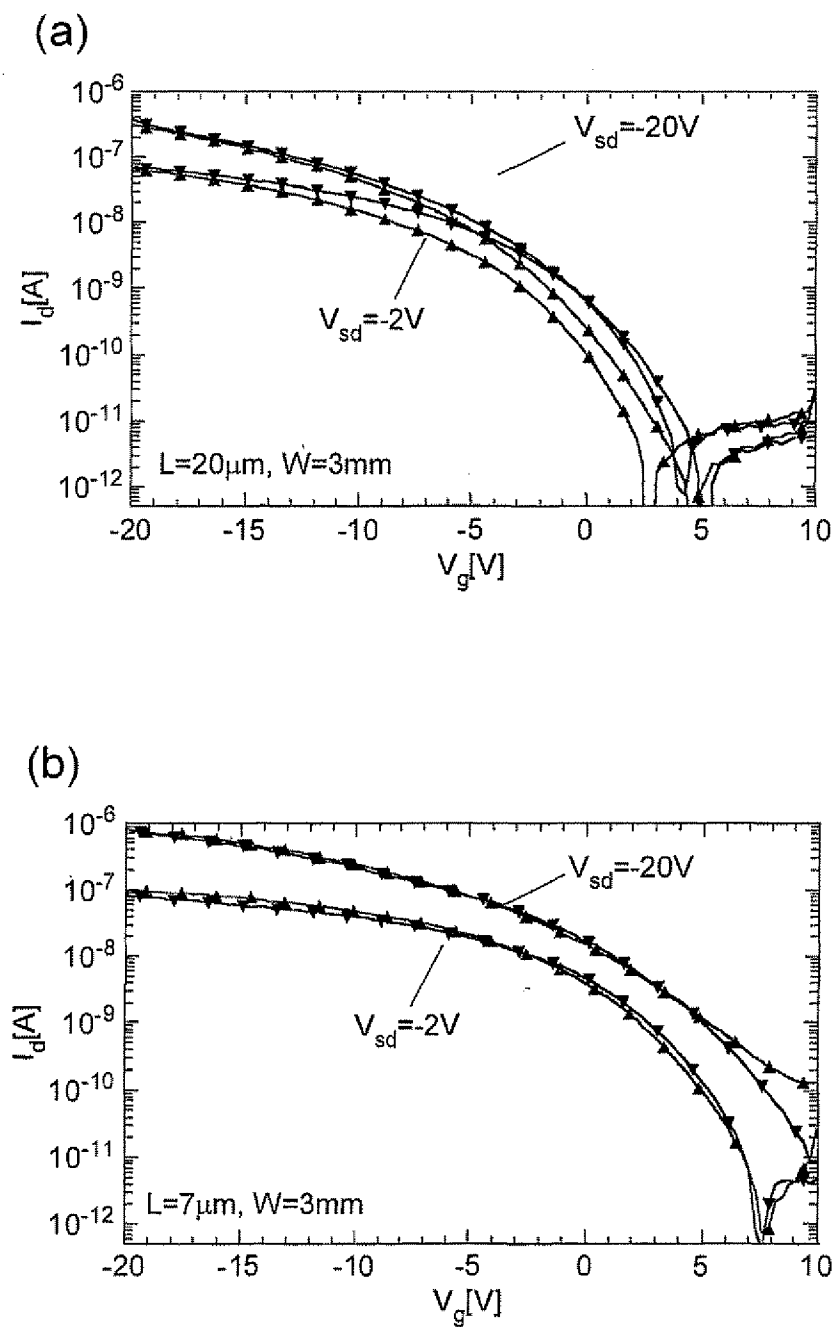 (a)
10⁻⁶
10⁻⁷
10⁻⁸
10⁻⁹
10⁻¹⁰
10⁻¹¹
10⁻¹²
I_d[A]
V_sd=-20V
V_sd=-2V
L=20μm, W=3mm
-20 -15 -10 -5 0 5 10
V_g[V]
(b)
10⁻⁶
10⁻⁷
10⁻⁸
10⁻⁹
10⁻¹⁰
10⁻¹¹
10⁻¹²
I_d[A]
V_sd=-20V
V_sd=-2V
L=7μm, W=3mm
-20 -15 -10 -5 0 5 10
V_g[V]